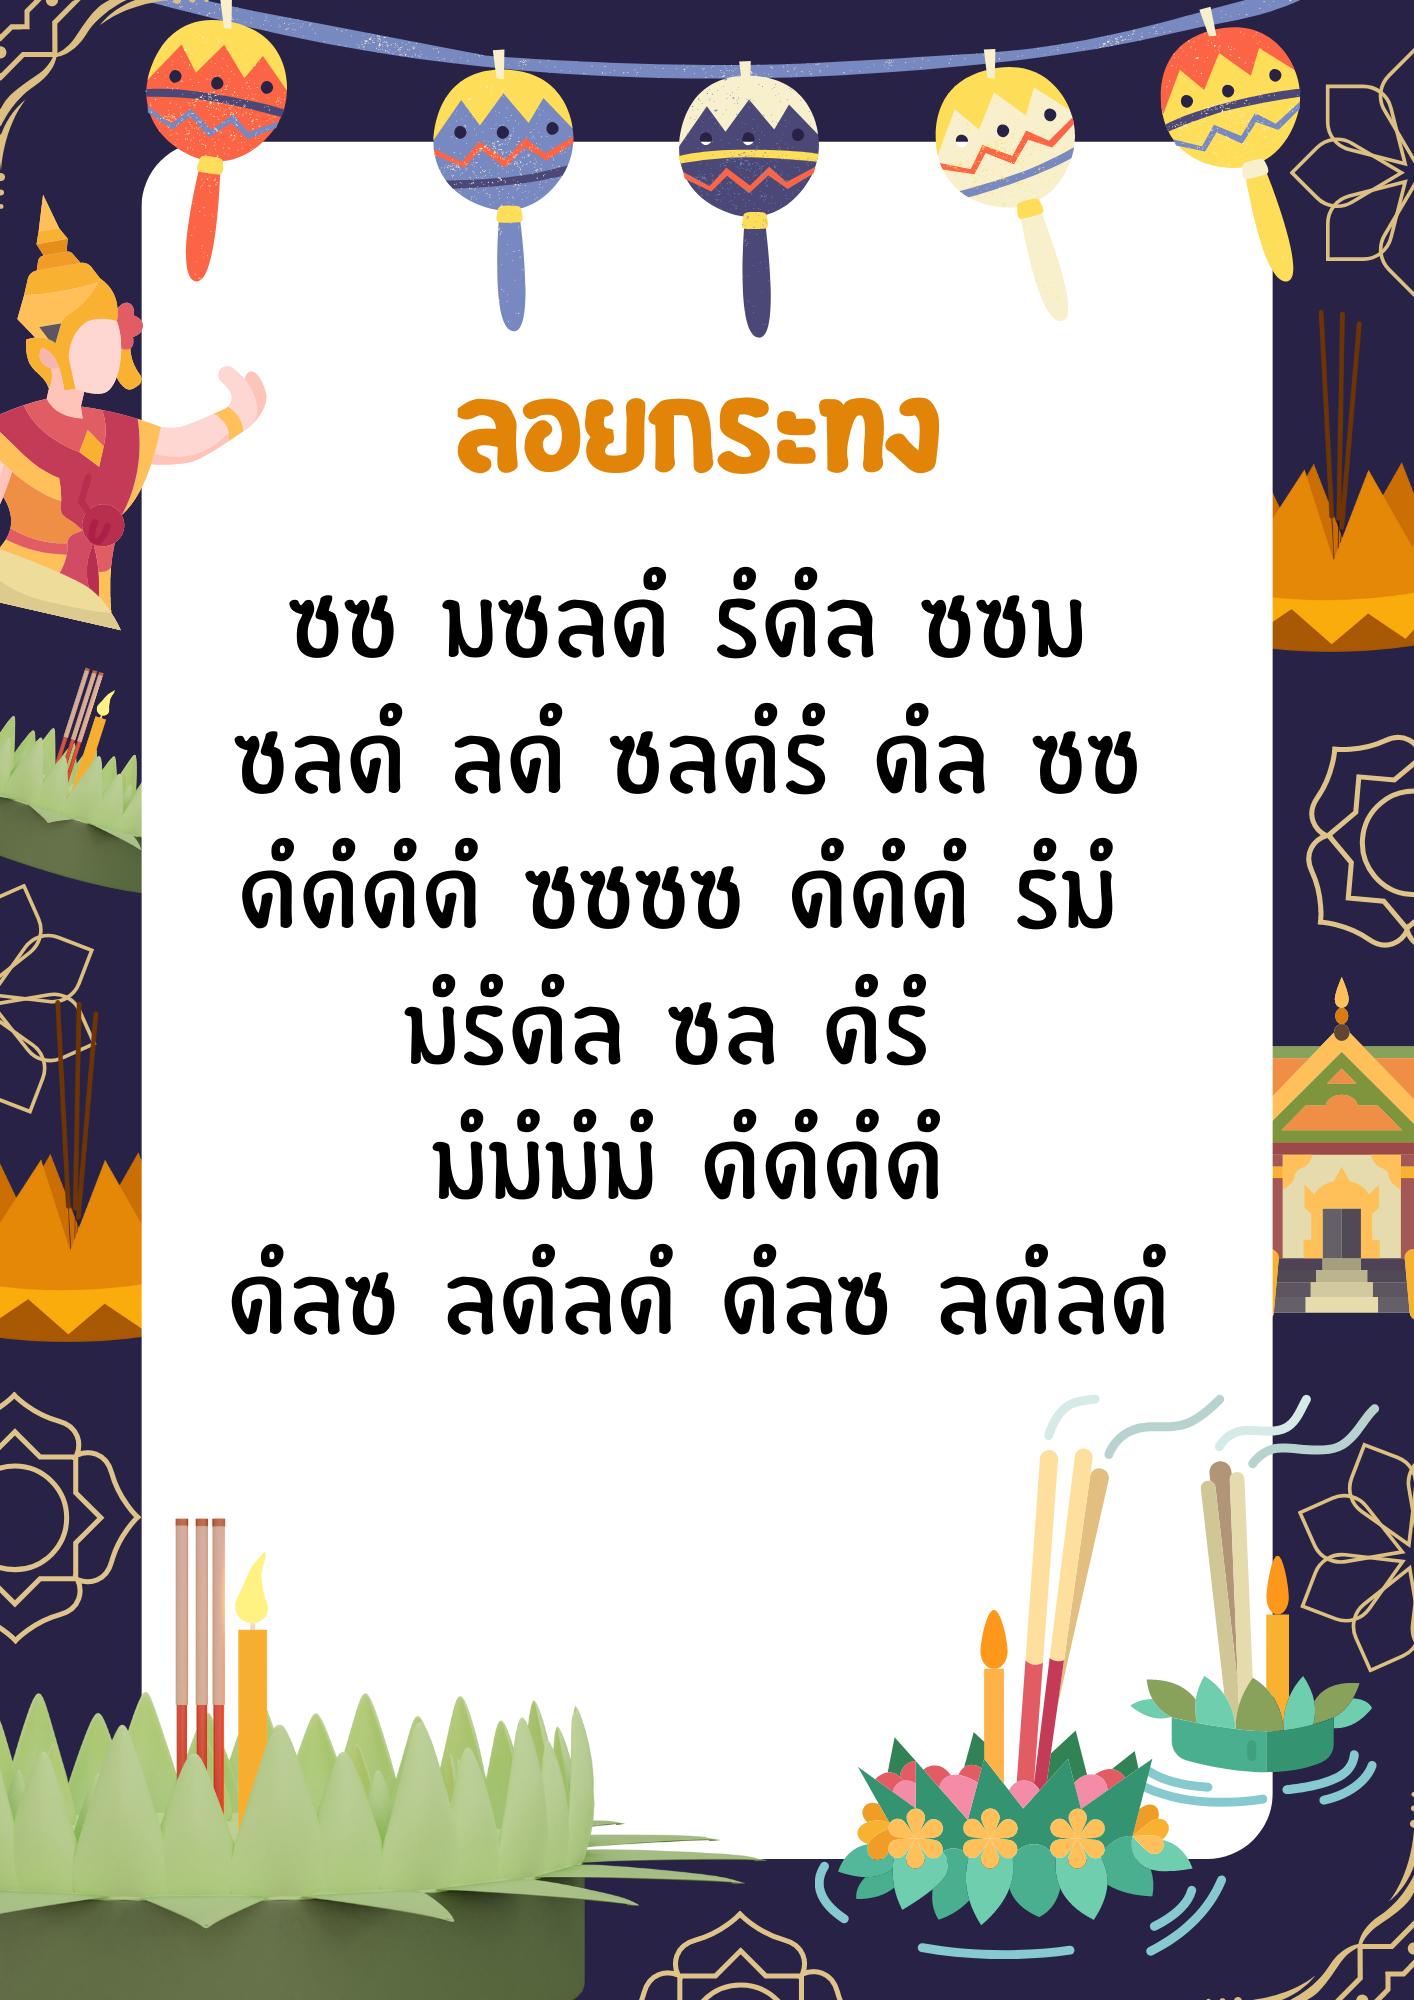 ลอยกระทง
ซซ มซลดํ รํดํล ซซม
ซลดํ ลดํ ซลดํรํ ดํล ซซ
ดํดํดํดํ ซซซซ ดํดํดํ รํมํ
มํรํดํล ซล ดํรํ
มํมํมํมํ ดํดํดํดํ
ดํลซ ลดํลดํ ดํลซ ลดํลดํ